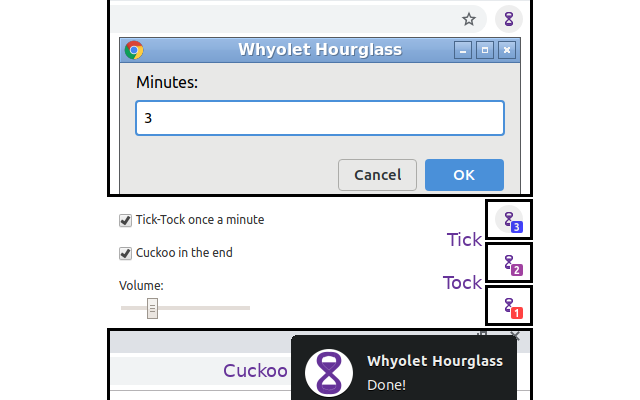 Whyolet Hourglass
Minutes:
3
Cancel
OK
Tick-Tock once a minute
3
Tick
Cuckoo in the end
2
Tock
Volume:
1
Cuckoo
Whyolet Hourglass
Done!